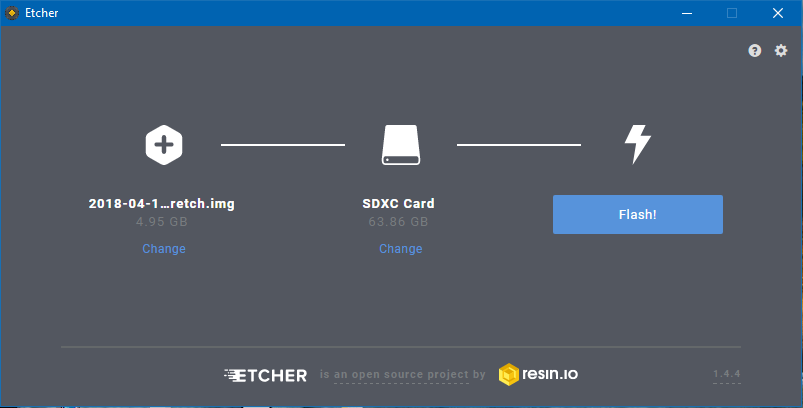 Etcher
2018-04-1...retch.img
4.95 GB
Change
SDXC Card
63.86 GB
Change
Flash!
ETCHER is an open source project by resin.io
1.4.4